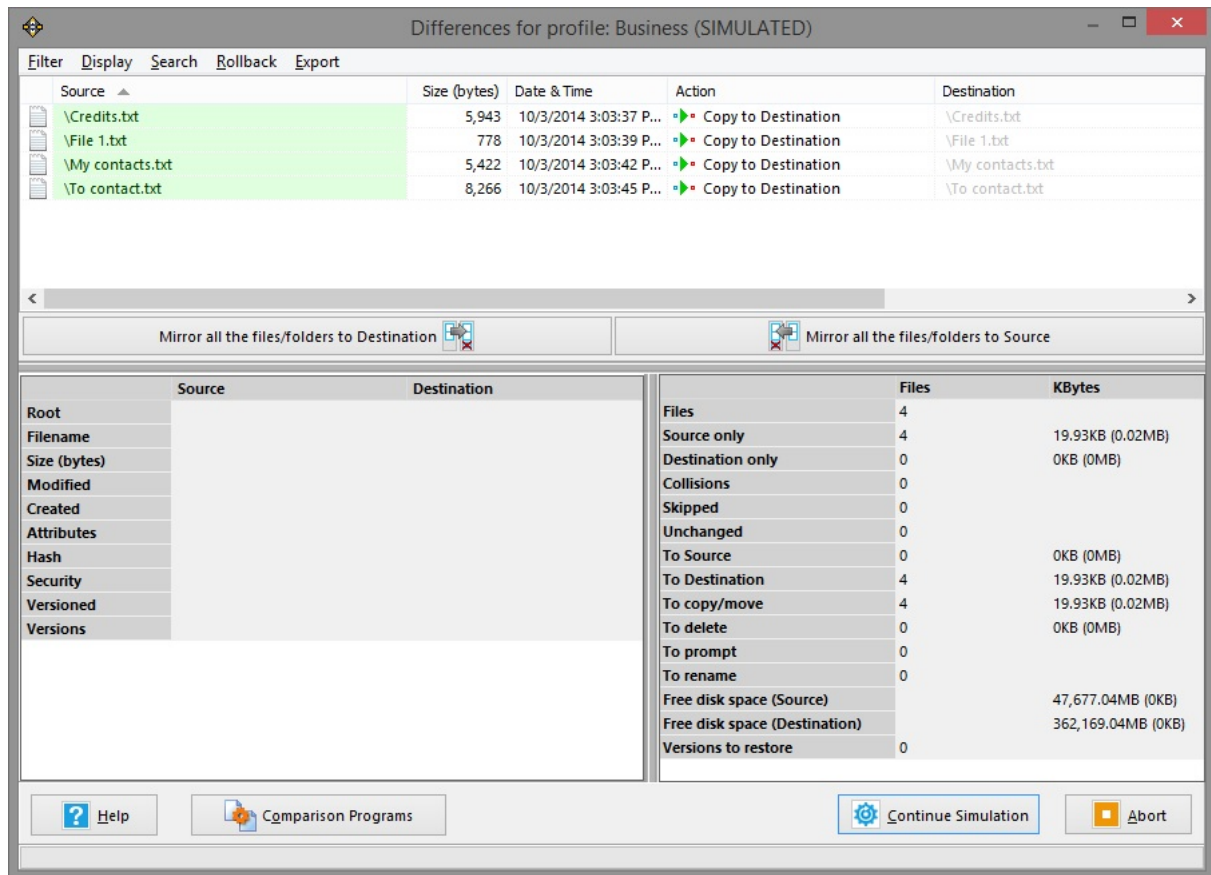 Differences for profile: Business (SIMULATED)
Filter Display Search Rollback Export
Source Size (bytes) Date & Time Action Destination
\Credits.txt 5,943 10/3/2014 3:03:37 P... Copy to Destination \Credits.txt
\File 1.txt 778 10/3/2014 3:03:39 P... Copy to Destination \File 1.txt
\My contacts.txt 5,422 10/3/2014 3:03:42 P... Copy to Destination \My contacts.txt
\To contact.txt 8,266 10/3/2014 3:03:45 P... Copy to Destination \To contact.txt
Mirror all the files/folders to Destination Mirror all the files/folders to Source
Source Destination
Root
Filename
Size (bytes)
Modified
Created
Attributes
Hash
Security
Versioned
Versions
Files KBytes
Files 4
Source only 4 19.93KB (0.02MB)
Destination only 0 0KB (0MB)
Collisions 0
Skipped 0
Unchanged 0
To Source 0 0KB (0MB)
To Destination 4 19.93KB (0.02MB)
To copy/move 4 19.93KB (0.02MB)
To delete 0 0KB (0MB)
To prompt 0
To rename 0
Free disk space (Source) 47,677.04MB (0KB)
Free disk space (Destination) 362,169.04MB (0KB)
Versions to restore 0
Help Comparison Programs Continue Simulation Abort